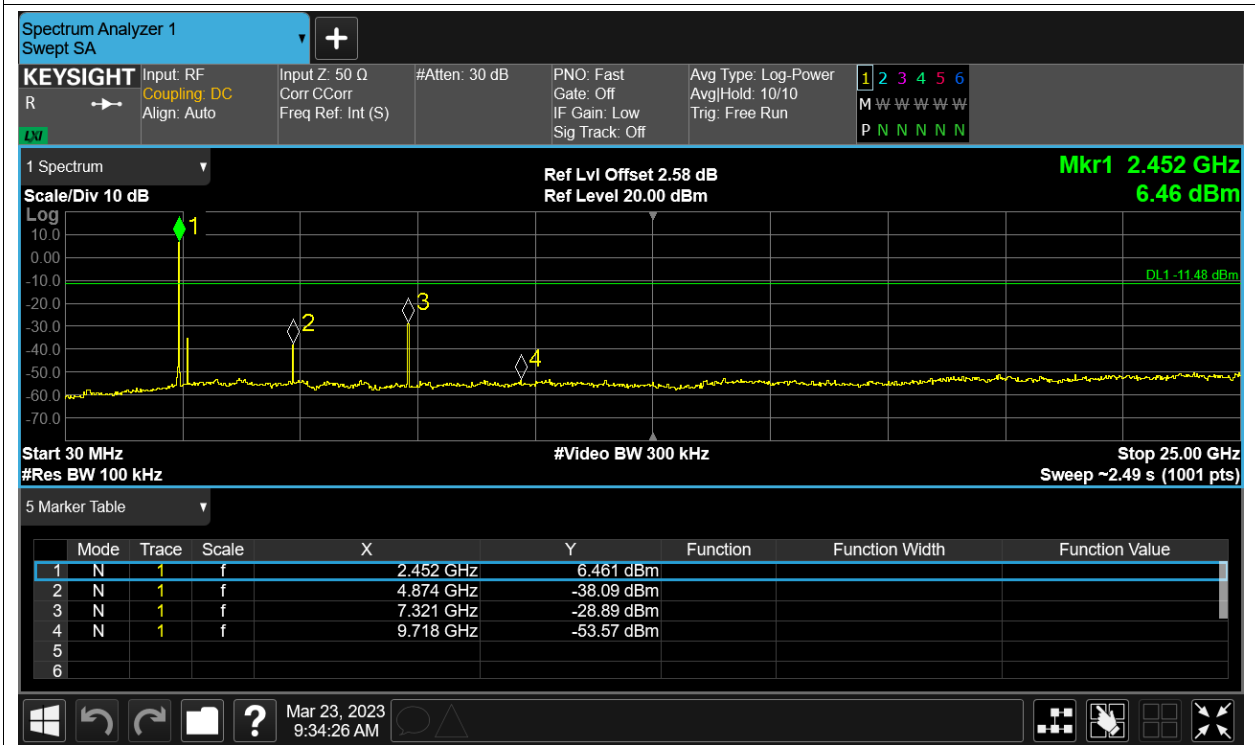 Spectrum Analyzer 1
Swept SA
KEYSIGHT
R
LXI
Input: RF
Coupling: DC
Align: Auto
Input Z: 50 Ω
Corr CCorr
Freq Ref: Int (S)
#Atten: 30 dB
PNO: Fast
Gate: Off
IF Gain: Low
Sig Track: Off
Avg Type: Log-Power
Avg|Hold: 10/10
Trig: Free Run
1 2 3 4 5 6
M W W W W W W
P N N N N N
1 Spectrum
Scale/Div 10 dB
Ref Lvl Offset 2.58 dB
Ref Level 20.00 dBm
Mkr1 2.452 GHz
6.46 dBm
Log
10.0
0.00
-10.0
-20.0
-30.0
-40.0
-50.0
-60.0
-70.0
1
2
3
4
DL1 -11.48 dBm
Start 30 MHz
#Res BW 100 kHz
#Video BW 300 kHz
Stop 25.00 GHz
Sweep ~2.49 s (1001 pts)
5 Marker Table
Mode Trace Scale X Y Function Function Width Function Value
1 N 1 f 2.452 GHz 6.461 dBm
2 N 1 f 4.874 GHz -38.09 dBm
3 N 1 f 7.321 GHz -28.89 dBm
4 N 1 f 9.718 GHz -53.57 dBm
5
6
?
Mar 23, 2023
9:34:26 AM